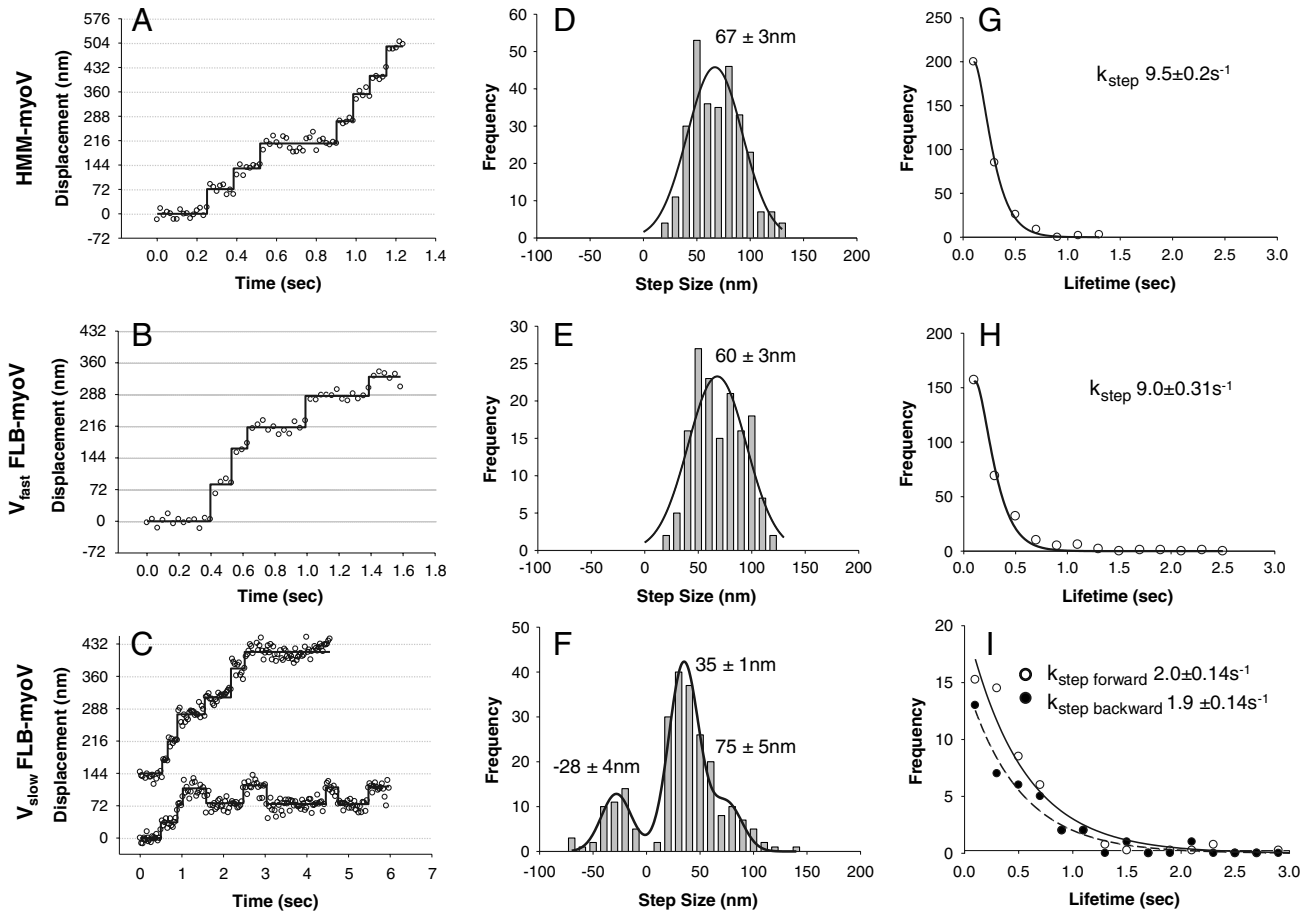 A
HMM-myoV
Displacement (nm)
576
504
432
360
288
216
144
72
0
-72
0.0 0.2 0.4 0.6 0.8 1.0 1.2 1.4
Time (sec)
D
67 ± 3nm
Frequency
60
50
40
30
20
10
0
-100 -50 0 50 100 150 200
Step Size (nm)
G
kstep 9.5±0.2s-1
Frequency
250
200
150
100
50
0
0.0 0.5 1.0 1.5 2.0 2.5 3.0
Lifetime (sec)
B
Vfast FLB-myoV
Displacement (nm)
432
360
288
216
144
72
0
-72
0.0 0.2 0.4 0.6 0.8 1.0 1.2 1.4 1.6 1.8
Time (sec)
E
60 ± 3nm
Frequency
30
25
20
15
10
5
0
-100 -50 0 50 100 150 200
Step Size (nm)
H
kstep 9.0±0.31s-1
Frequency
200
150
100
50
0
0.0 0.5 1.0 1.5 2.0 2.5 3.0
Lifetime (sec)
C
Vslow FLB-myoV
Displacement (nm)
432
360
288
216
144
72
0
0 1 2 3 4 5 6 7
Time (sec)
F
35 ± 1nm
75 ± 5nm
-28 ± 4nm
Frequency
50
40
30
20
10
0
-100 -50 0 50 100 150 200
Step Size (nm)
I
kstep forward 2.0±0.14s-1
kstep backward 1.9 ±0.14s-1
Frequency
20
15
10
5
0
0.0 0.5 1.0 1.5 2.0 2.5 3.0
Lifetime (sec)